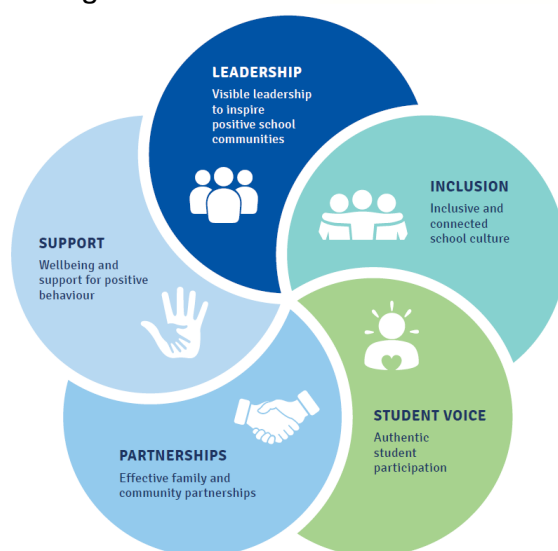 LEADERSHIP
Visible leadership
to inspire
positive school
communities
INCLUSION
Inclusive and
connected
school culture
STUDENT VOICE
Authentic
student
participation
PARTNERSHIPS
Effective family and
community partnerships
SUPPORT
Wellbeing and
support for positive
behaviour